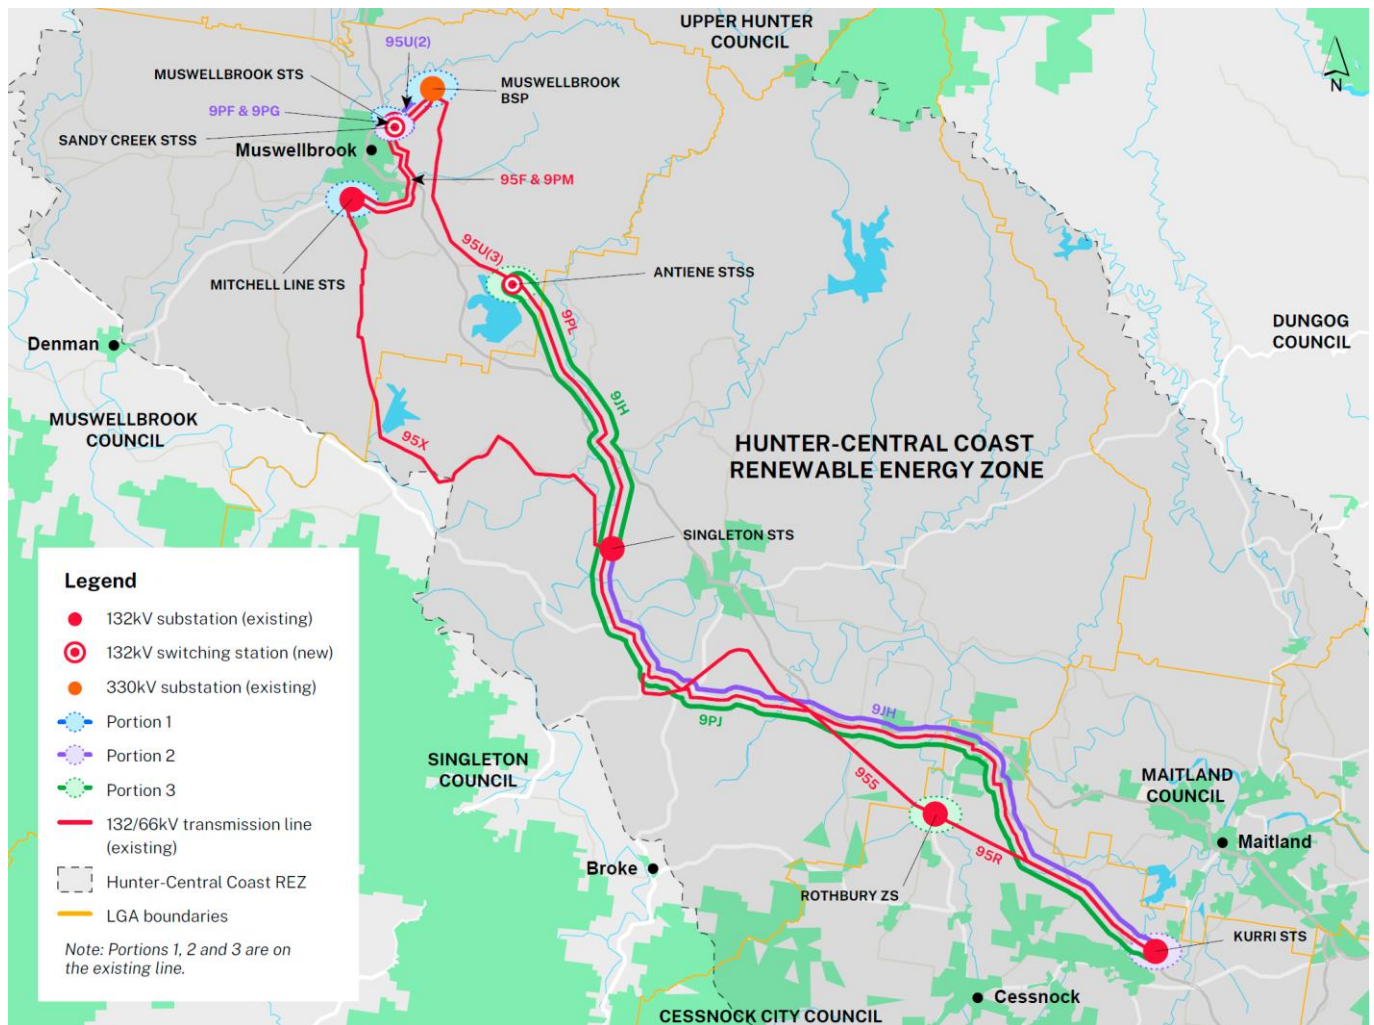 UPPER HUNTER
COUNCIL
N
95U(2)
MUSWELLBROOK STS
MUSWELLBROOK
BSP
9PF & 9PG
SANDY CREEK STSS
Muswellbrook
95F & 9PM
95U(3)
ANTIENE STSS
MITCHELL LINE STS
9PL
DUNGOG
COUNCIL
Denman
9JH
MUSWELLBROOK
COUNCIL
95X
HUNTER-CENTRAL COAST
RENEWABLE ENERGY ZONE
SINGLETON STS
Legend
132kV substation (existing)
132kV switching station (new)
330kV substation (existing)
Portion 1
Portion 2
Portion 3
132/66kV transmission line
(existing)
Hunter-Central Coast REZ
LGA boundaries
Note: Portions 1, 2 and 3 are on
the existing line.
9JH
9PJ
SINGLETON
COUNCIL
955
MAITLAND
COUNCIL
Maitland
95R
Broke
ROTHBURY ZS
KURRI STS
Cessnock
CESSNOCK CITY COUNCIL